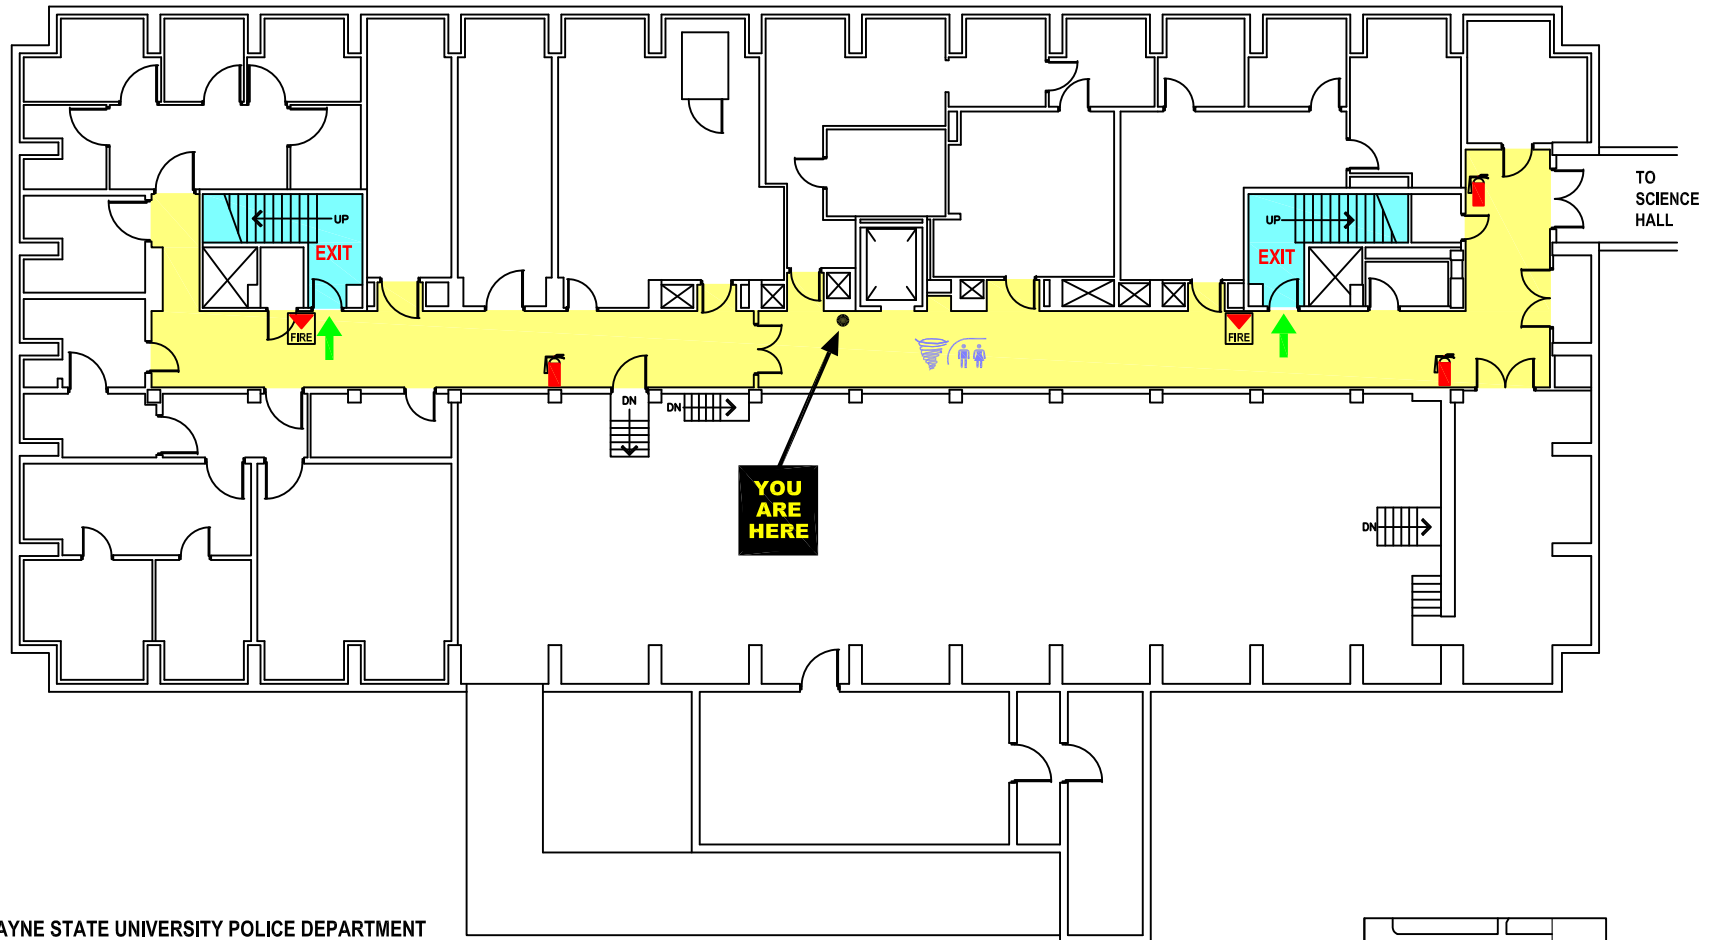 TO
SCIENCE
HALL
UP
UP
EXIT
EXIT
FIRE
FIRE
DN
DN
YOU
ARE
HERE
DN
AYNE STATE UNIVERSITY POLICE DEPARTMENT